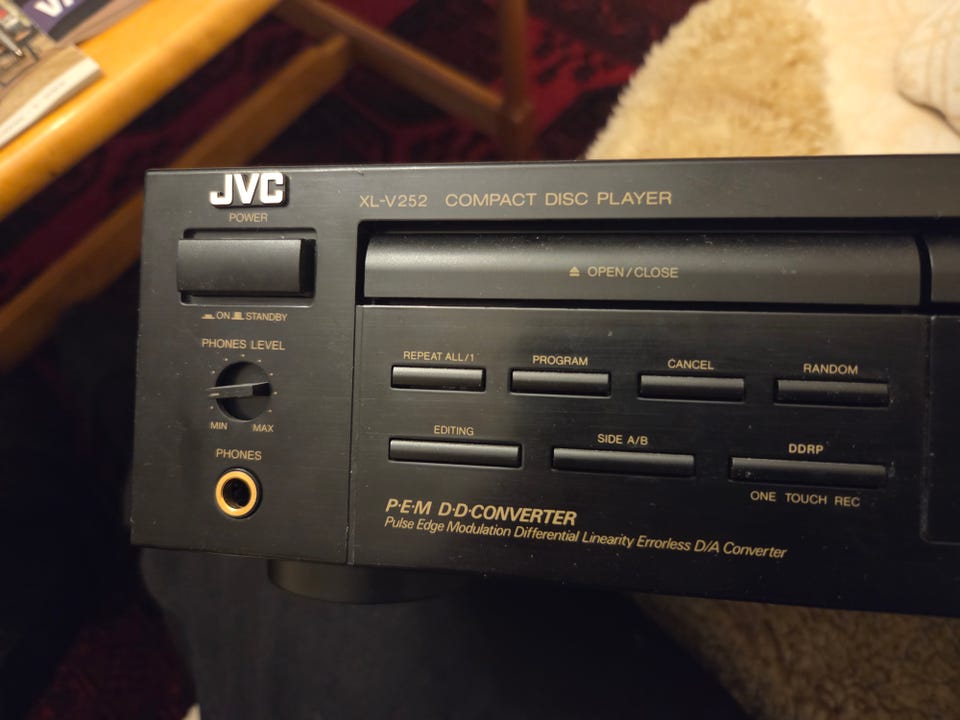 VA
JVC
XL-V252 COMPACT DISC PLAYER
POWER
⏏ OPEN/CLOSE
ON STANDBY
PHONES LEVEL
MIN MAX
PHONES
REPEAT ALL/1 PROGRAM CANCEL RANDOM
EDITING SIDE A/B DDRP
ONE TOUCH REC
P·E·M D·D·CONVERTER
Pulse Edge Modulation Differential Linearity Errorless D/A Converter